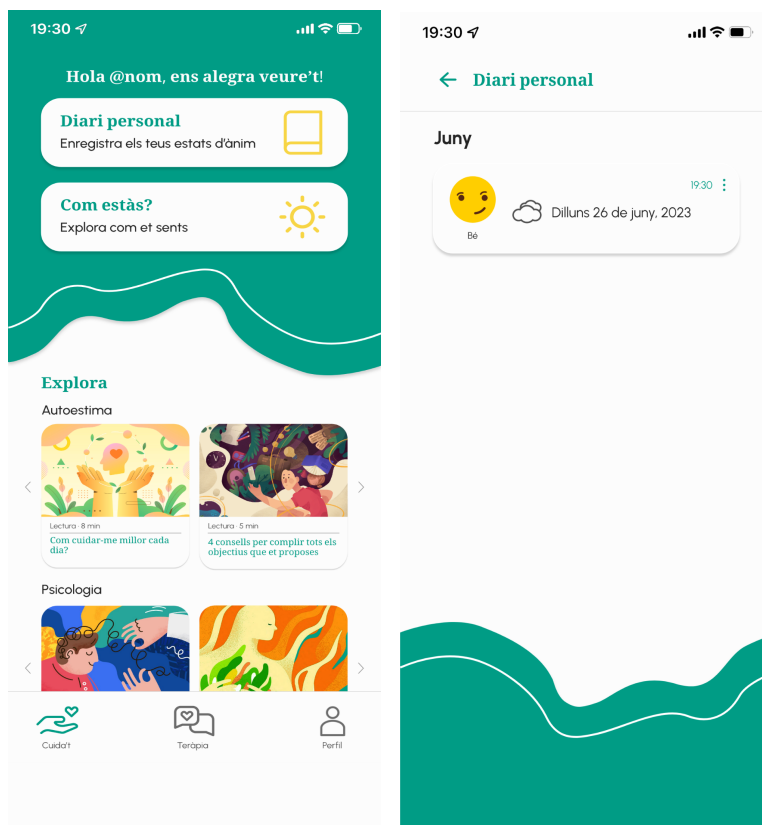 19:30
Hola @nom, ens alegra veure't!
Diari personal
Enregistra els teus estats d'ànim
Com estàs?
Explora com et sents
Explora
Autoestima
Lectura · 8 min
Com cuidar-me millor cada
dia?
Lectura · 5 min
4 consells per complir tots els
objectius que et proposes
Psicologia
Cuida't
Teràpia
Perfil
19:30
Diari personal
Juny
19:30
Bé
Dilluns 26 de juny, 2023